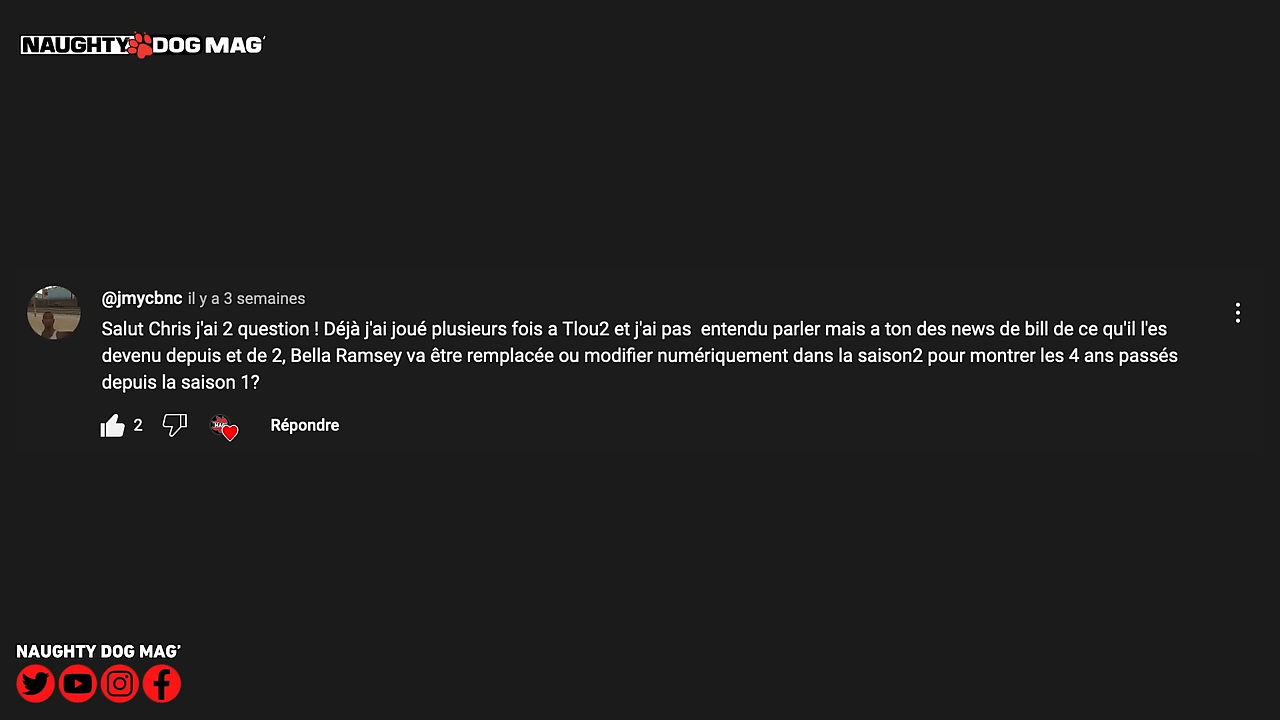 NAUGHTY DOG MAG'
@jmycbnc il y a 3 semaines
Salut Chris j'ai 2 question ! Déjà j'ai joué plusieurs fois a Tlou2 et j'ai pas  entendu parler mais a ton des news de bill de ce qu'il l'es
devenu depuis et de 2, Bella Ramsey va être remplacée ou modifier numériquement dans la saison2 pour montrer les 4 ans passés
depuis la saison 1?
2 Répondre
NAUGHTY DOG MAG'